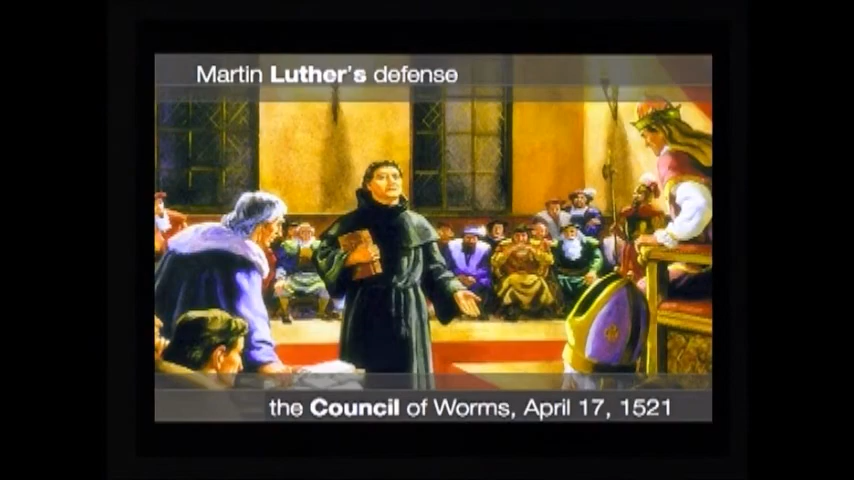 Martin Luther's defense
the Council of Worms, April 17, 1521